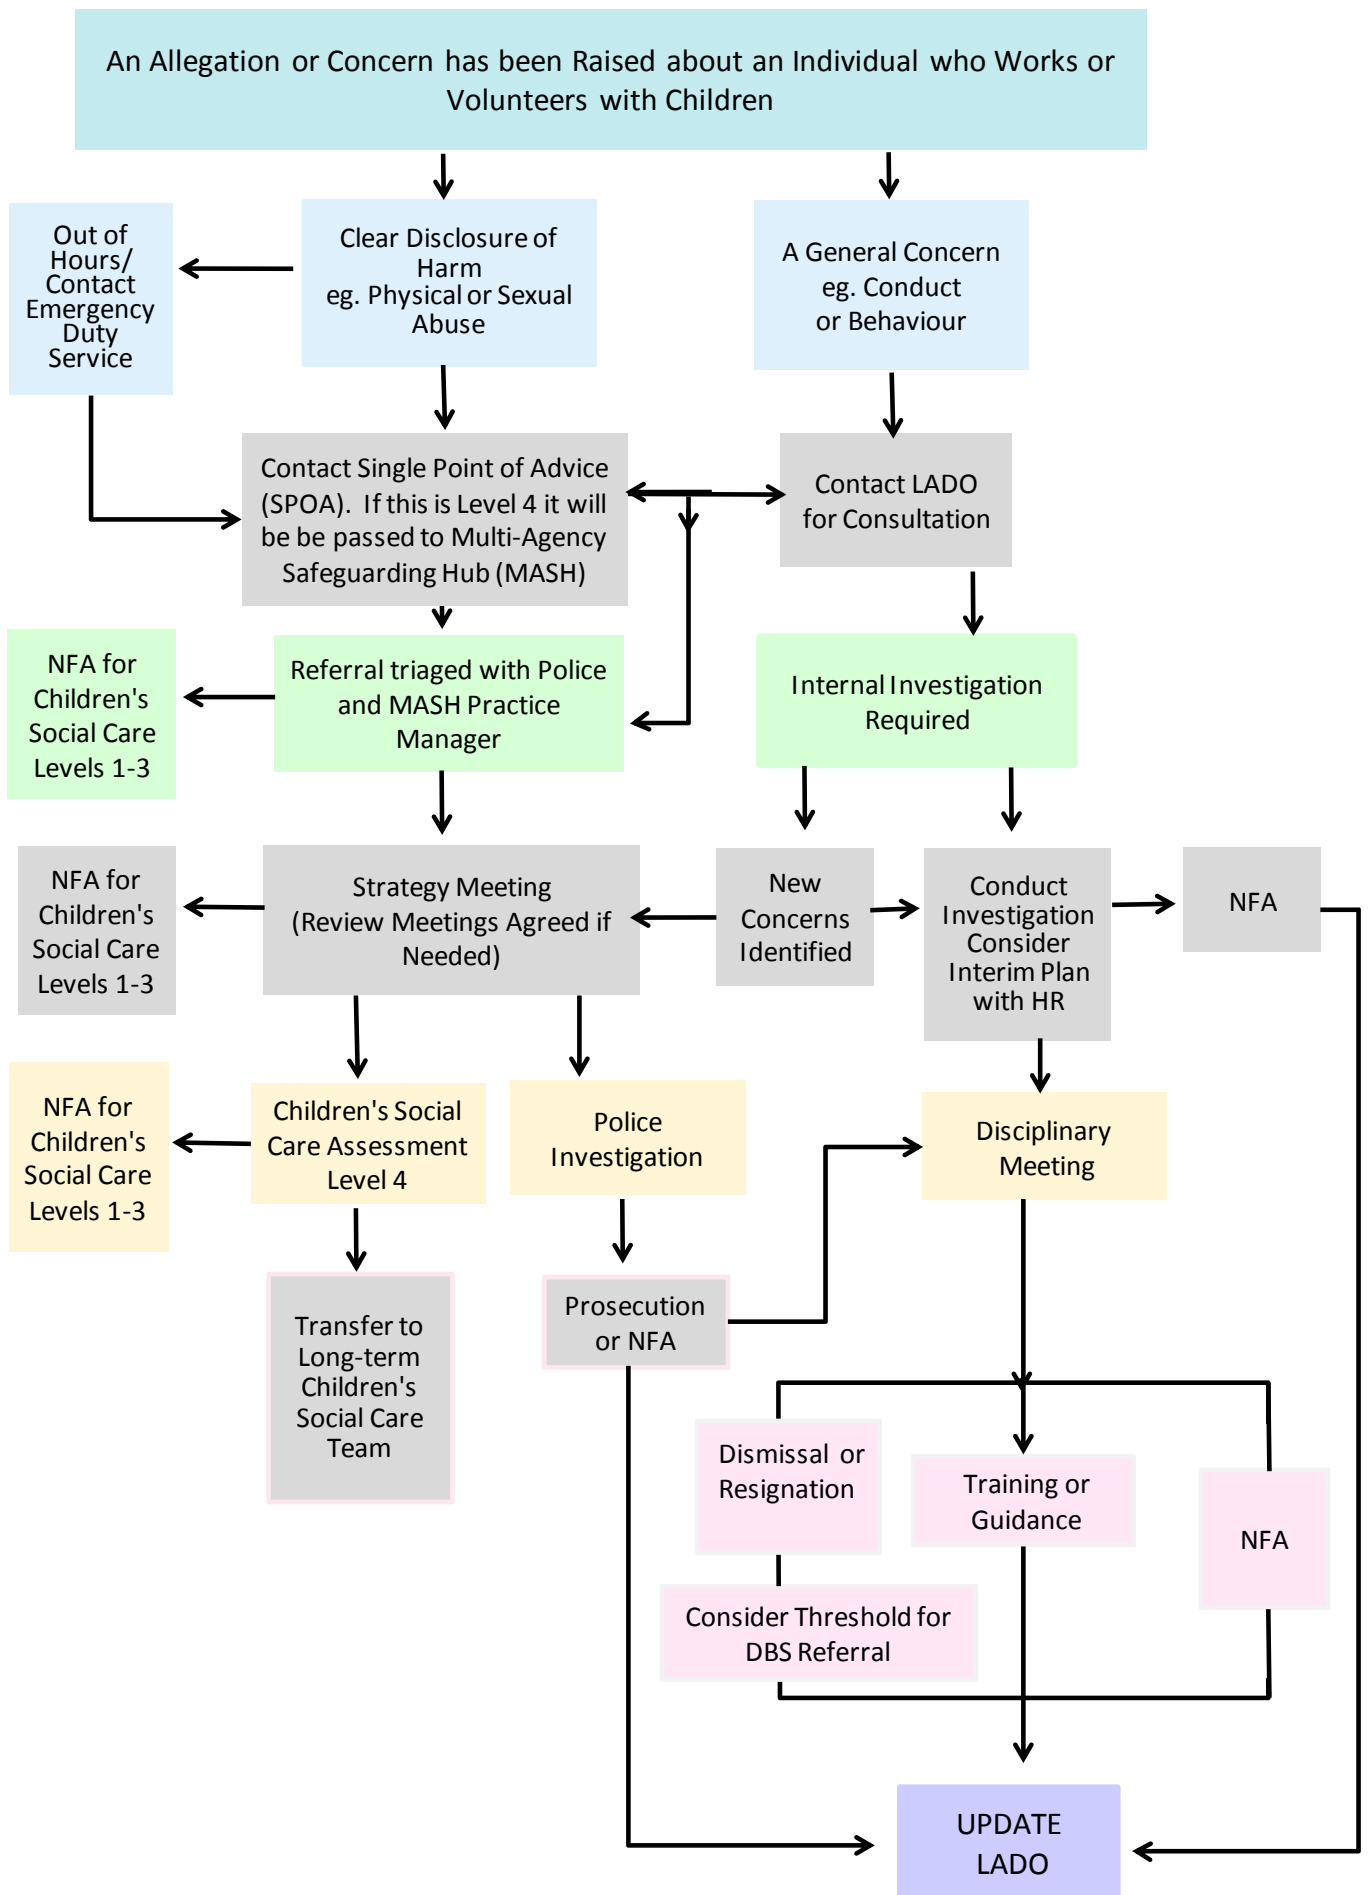 An Allegation or Concern has been Raised about an Individual who Works or
Volunteers with Children
Out of
Hours/
Contact
Emergency
Duty
Service
Clear Disclosure of
Harm
eg. Physical or Sexual
Abuse
A General Concern
eg. Conduct
or Behaviour
Contact Single Point of Advice
(SPOA). If this is Level 4 it will
be be passed to Multi-Agency
Safeguarding Hub (MASH)
Contact LADO
for Consultation
NFA for
Children's
Social Care
Levels 1-3
Referral triaged with Police
and MASH Practice
Manager
Internal Investigation
Required
NFA for
Children's
Social Care
Levels 1-3
Strategy Meeting
(Review Meetings Agreed if
Needed)
New
Concerns
Identified
Conduct
Investigation
Consider
Interim Plan
with HR
NFA
NFA for
Children's
Social Care
Levels 1-3
Children's Social
Care Assessment
Level 4
Police
Investigation
Disciplinary
Meeting
Transfer to
Long-term
Children's
Social Care
Team
Prosecution
or NFA
Dismissal or
Resignation
Training or
Guidance
NFA
Consider Threshold for
DBS Referral
UPDATE
LADO